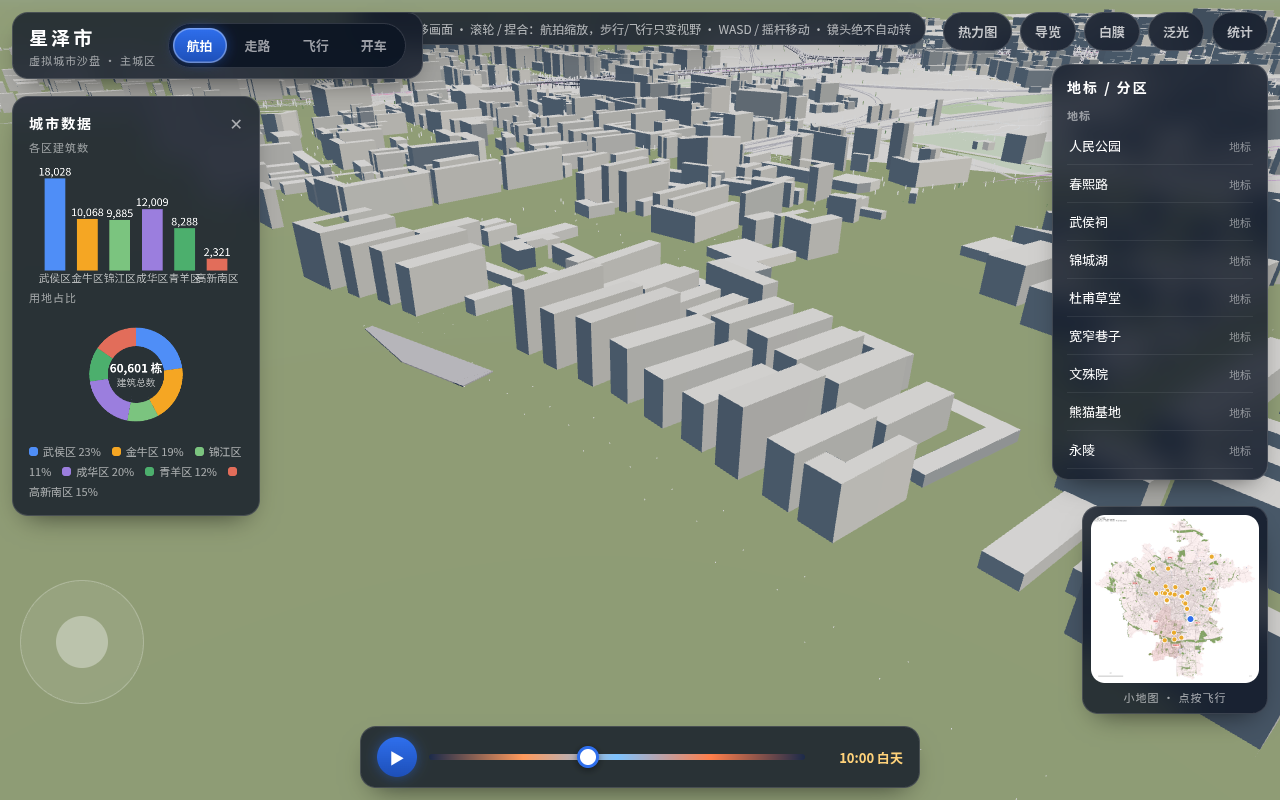 星泽市
虚拟城市沙盘 · 主城区
航拍
走路
飞行
开车
画面 · 滚轮 / 捏合：航拍缩放，步行/飞行只变视野 · WASD / 摇杆移动 · 镜头绝不自动转
热力图
导览
白膜
泛光
统计
城市数据
×
各区建筑数
18,028
10,068
9,885
12,009
8,288
2,321
武侯区
金牛区
锦江区
成华区
青羊区
高新南区
用地占比
60,601 栋
建筑总数
武侯区 23% 金牛区 19% 锦江区
11% 成华区 20% 青羊区 12%
高新南区 15%
地标 / 分区
地标
人民公园 地标
春熙路 地标
武侯祠 地标
锦城湖 地标
杜甫草堂 地标
宽窄巷子 地标
文殊院 地标
熊猫基地 地标
永陵 地标
小地图 · 点按飞行
10:00 白天